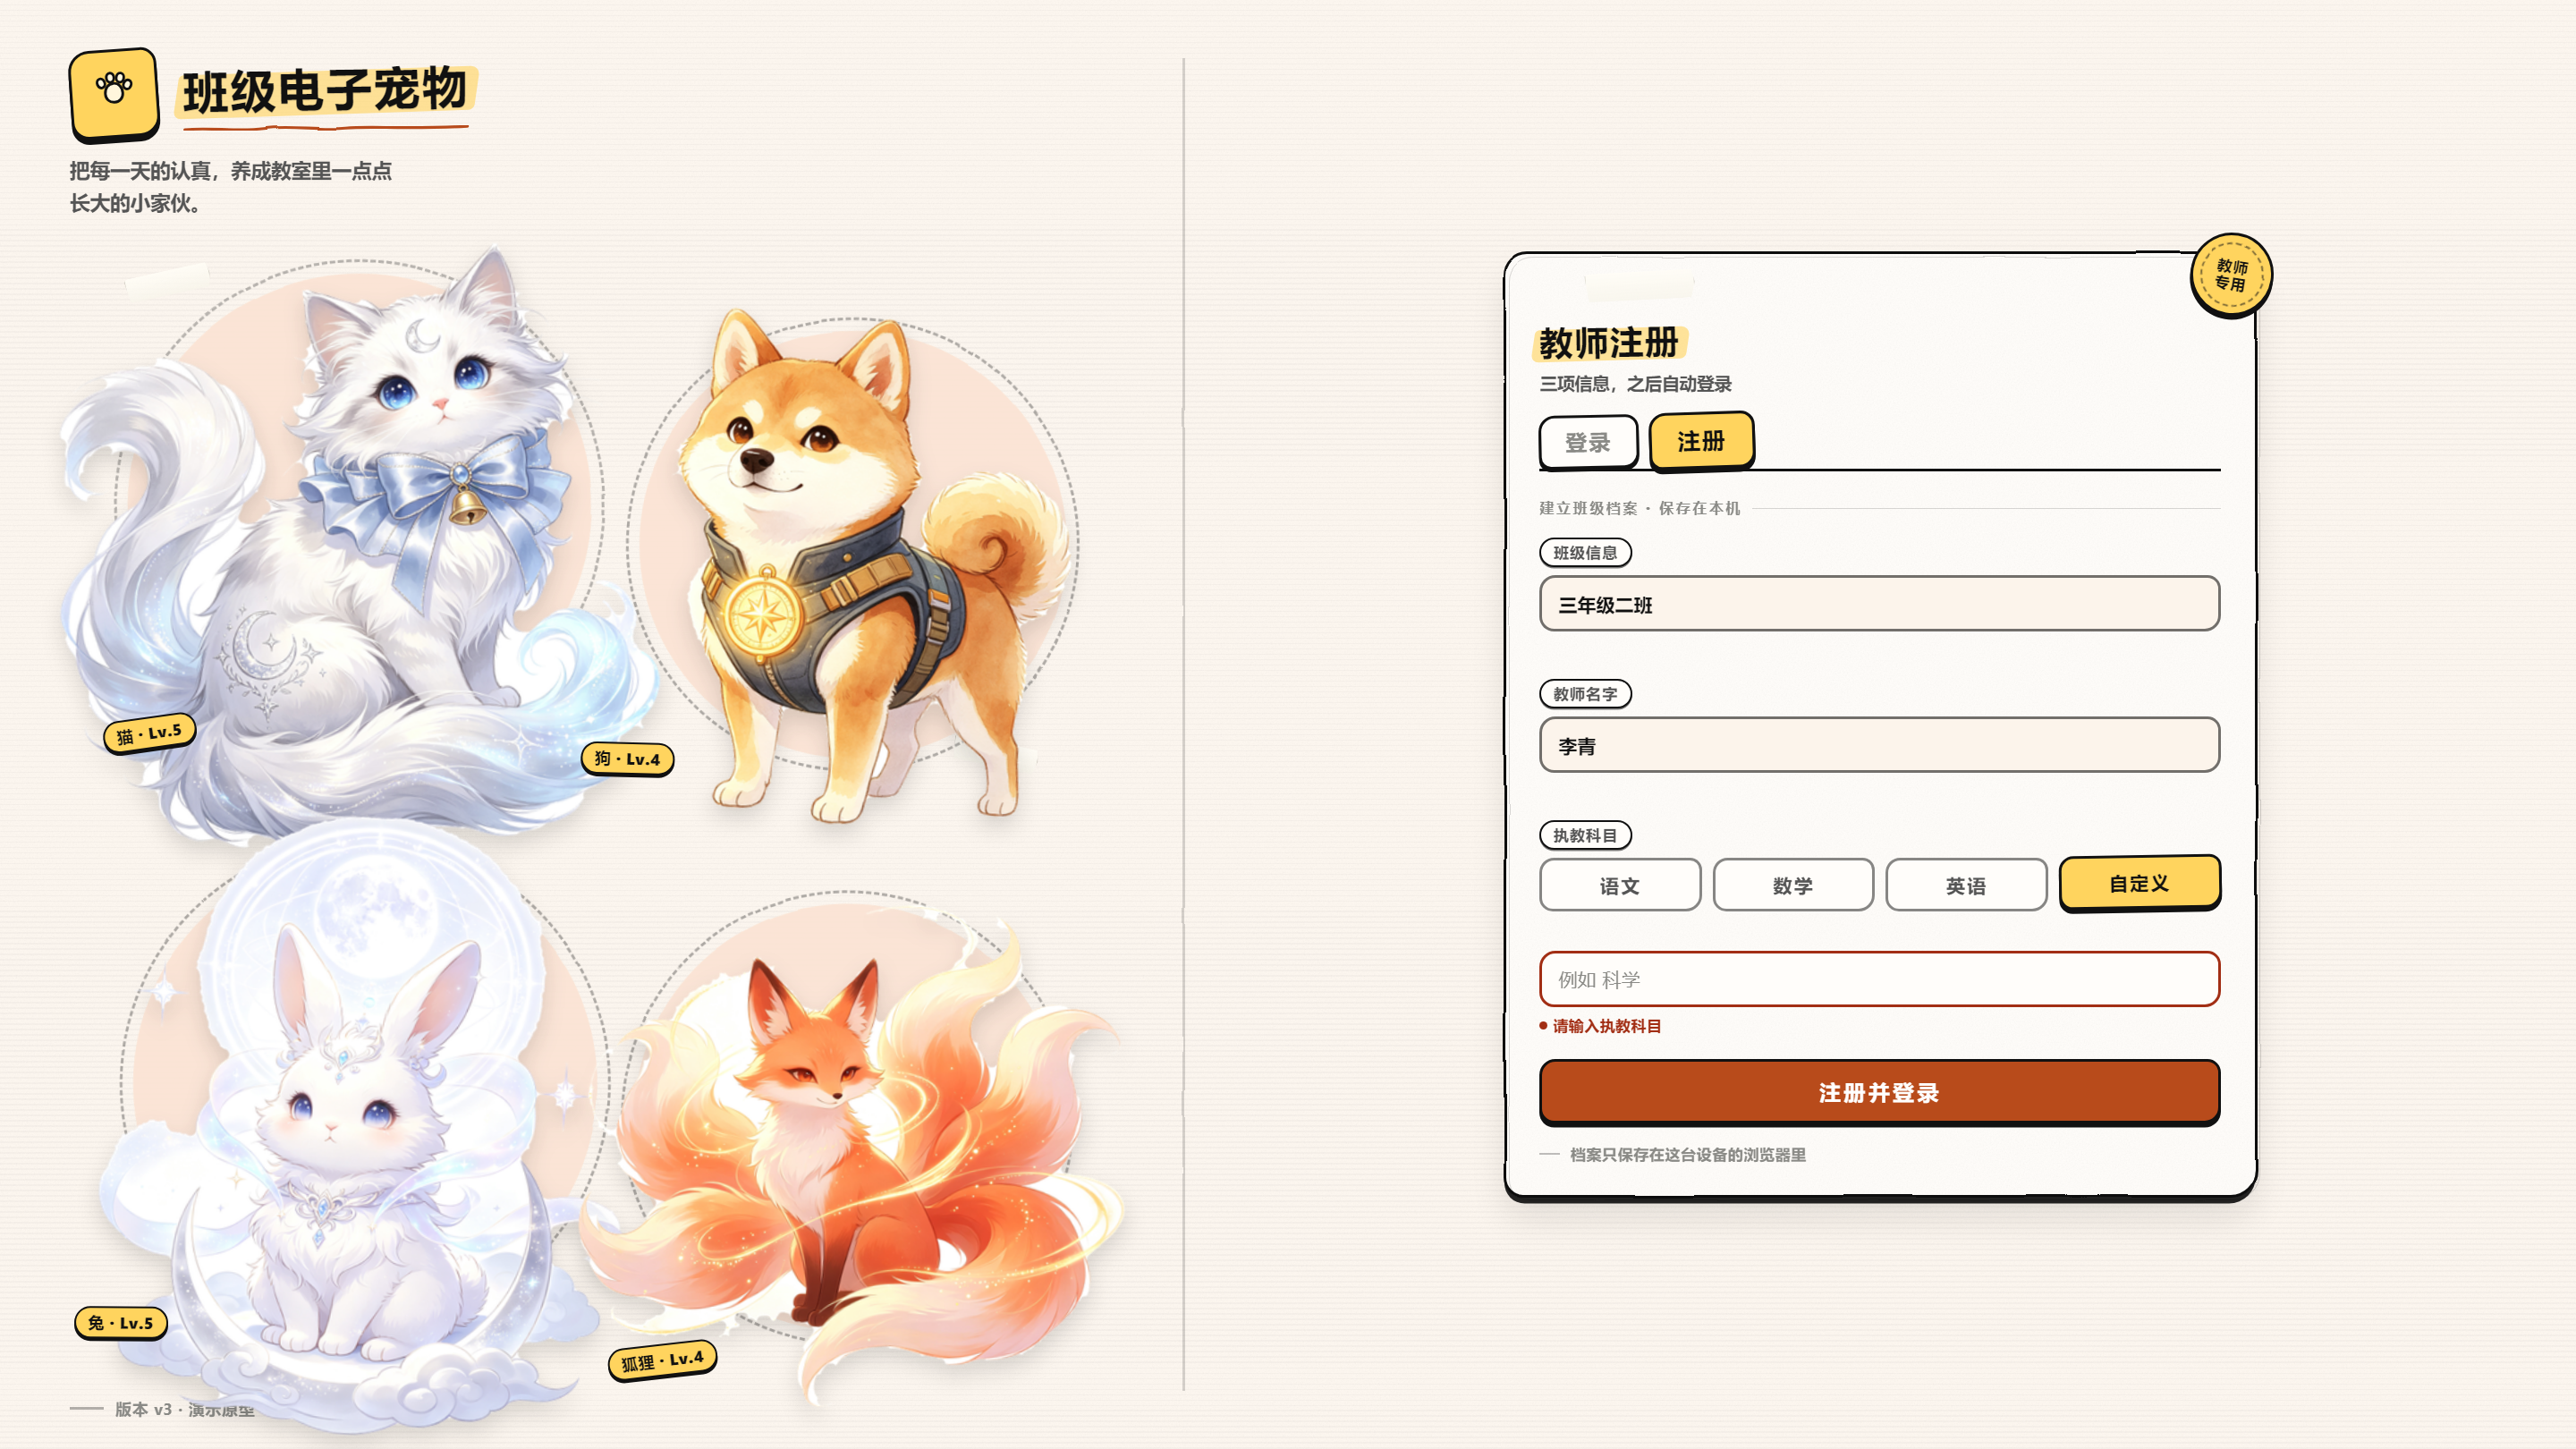 班级电子宠物
把每一天的认真，养成教室里一点点
长大的小家伙。
猫 · Lv.5
狗 · Lv.4
兔 · Lv.5
狐狸 · Lv.4
版本 v3 · 演示原型
教师
专用
教师注册
三项信息，之后自动登录
登录
注册
建立班级档案 · 保存在本机
班级信息
三年级二班
教师名字
李青
执教科目
语文
数学
英语
自定义
例如 科学
请输入执教科目
注册并登录
档案只保存在这台设备的浏览器里